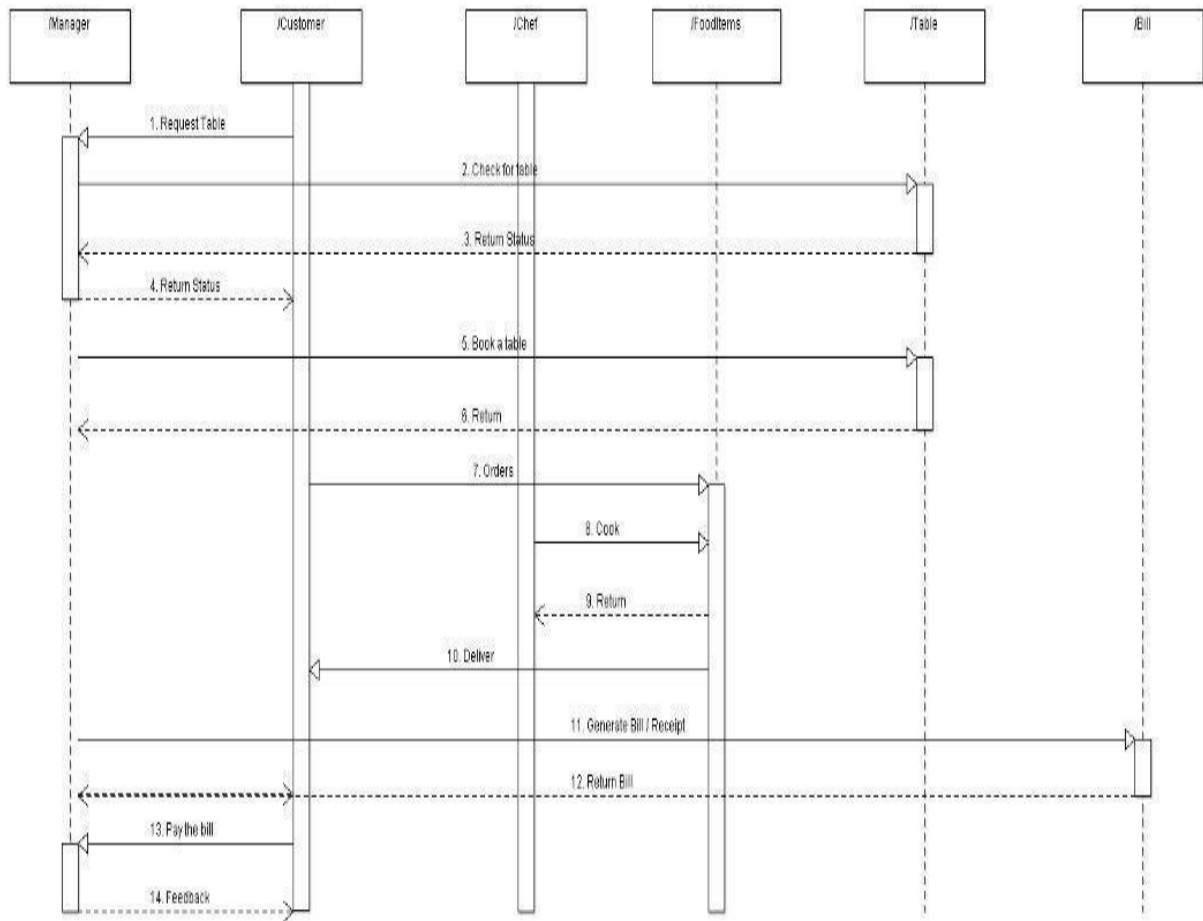 /Manager
/Customer
/Chef
/FoodItems
/Table
/Bill
1. Request Table
2. Check for table
3. Return Status
4. Return Status
5. Book a table
6. Return
7. Orders
8. Cook
9. Return
10. Deliver
11. Generate Bill / Receipt
12. Return Bill
13. Pay the bill
14. Feedback